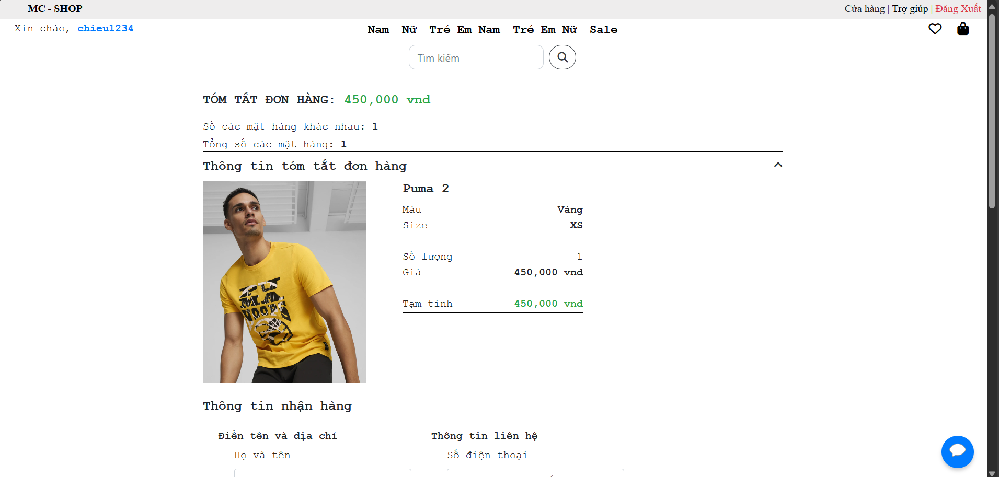 MC - SHOP
Cửa hàng | Trợ giúp | Đăng Xuất
Xin chào, chieu1234
Nam Nữ Trẻ Em Nam Trẻ Em Nữ Sale
Tìm kiếm
TÓM TẮT ĐƠN HÀNG: 450,000 vnd
Số các mặt hàng khác nhau: 1
Tổng số các mặt hàng: 1
Thông tin tóm tắt đơn hàng
Puma 2
Màu Vàng
Size XS
Số lượng 1
Giá 450,000 vnd
Tạm tính 450,000 vnd
Thông tin nhận hàng
Điền tên và địa chỉ
Thông tin liên hệ
Họ và tên
Số điện thoại